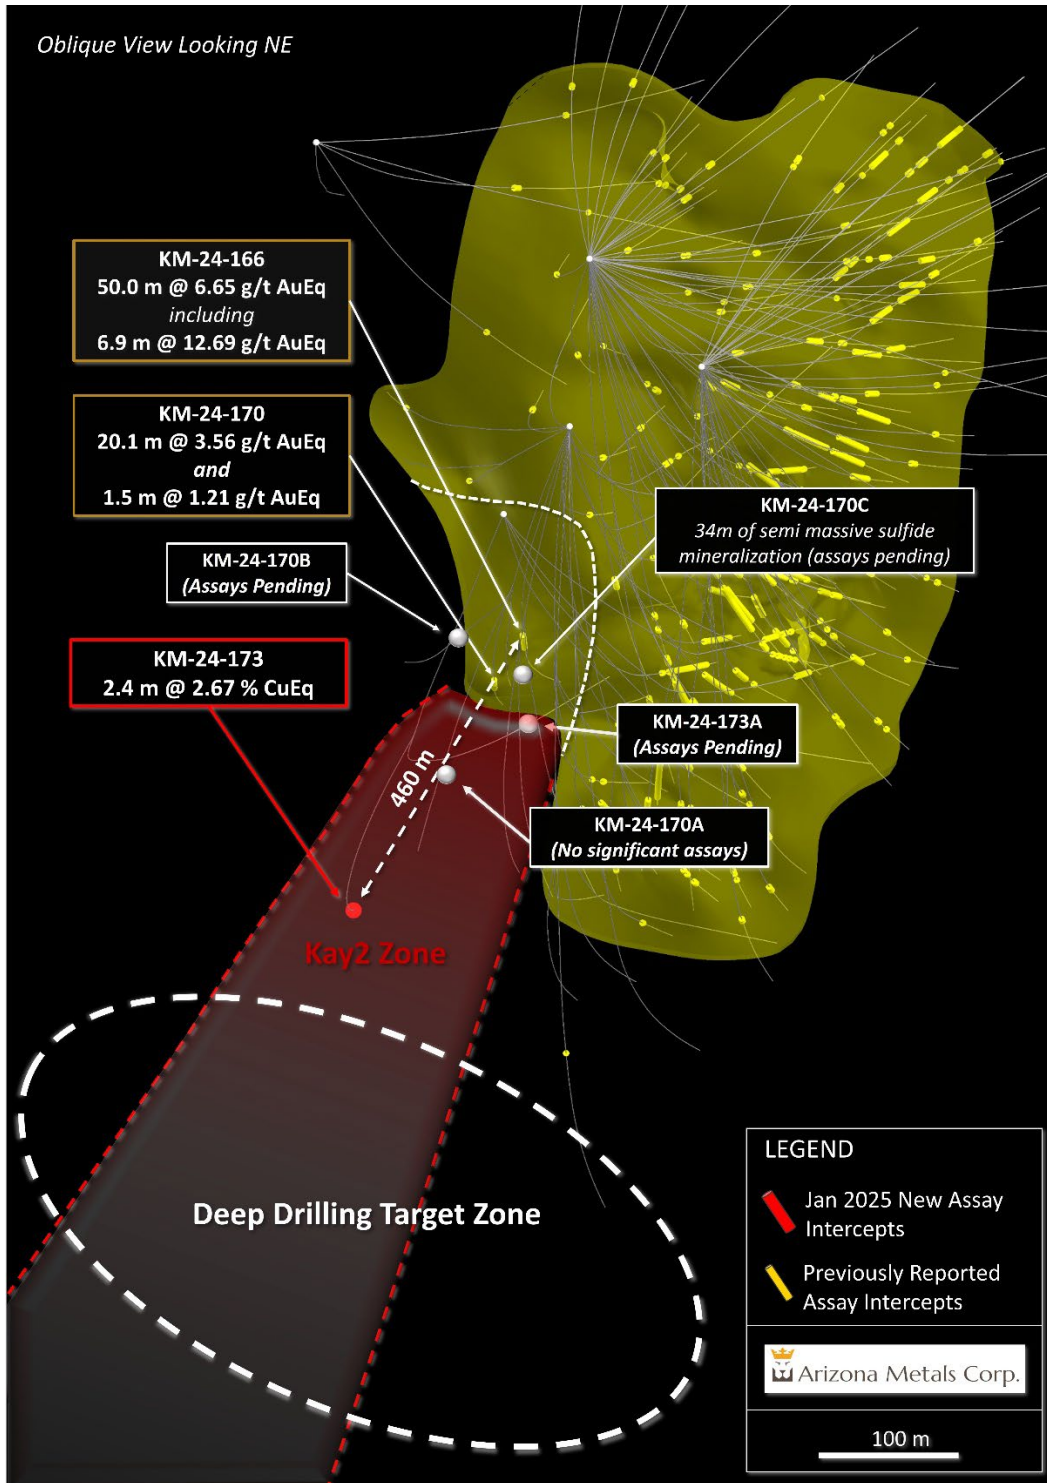 Oblique View Looking NE
KM-24-166
50.0 m @ 6.65 g/t AuEq
including
6.9 m @ 12.69 g/t AuEq
KM-24-170
20.1 m @ 3.56 g/t AuEq
and
1.5 m @ 1.21 g/t AuEq
KM-24-170C
34m of semi massive sulfide
mineralization (assays pending)
KM-24-170B
(Assays Pending)
KM-24-173
2.4 m @ 2.67 % CuEq
KM-24-173A
(Assays Pending)
460 m
KM-24-170A
(No significant assays)
Kay2 Zone
Deep Drilling Target Zone
LEGEND
Jan 2025 New Assay
Intercepts
Previously Reported
Assay Intercepts
Arizona Metals Corp.
100 m